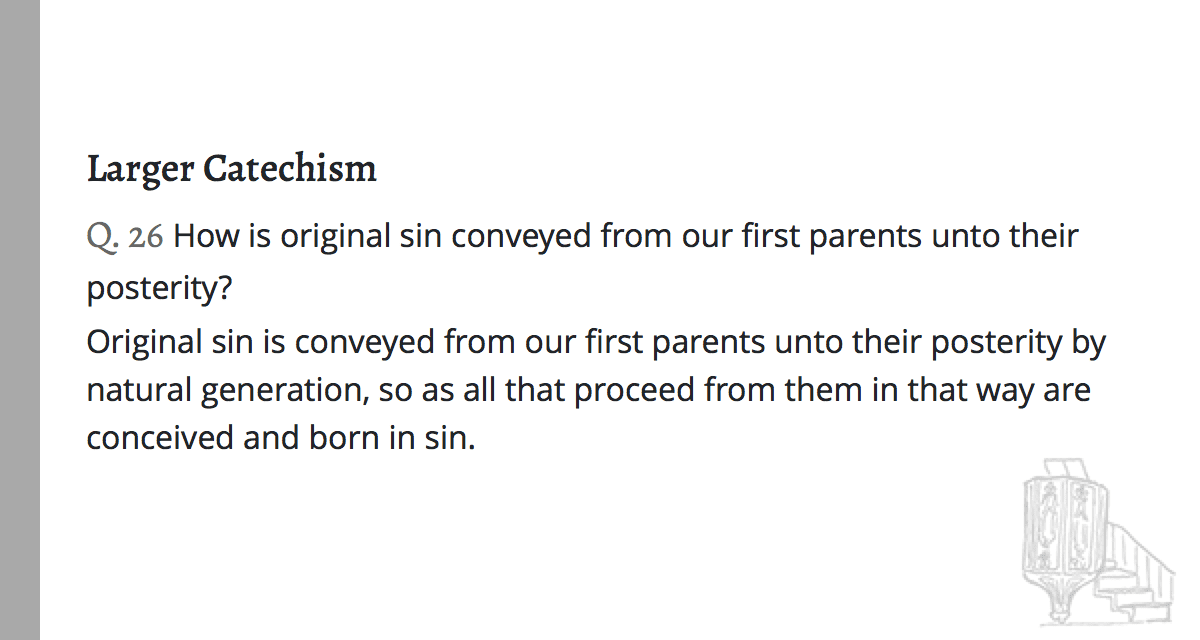 Larger Catechism
Q. 26 How is original sin conveyed from our first parents unto their
posterity?
Original sin is conveyed from our first parents unto their posterity by
natural generation, so as all that proceed from them in that way are
conceived and born in sin.